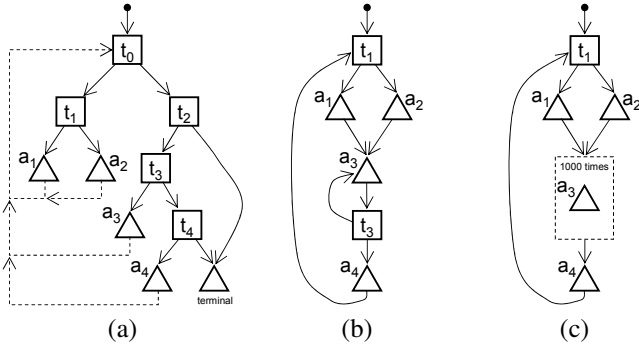 t0
t1
t2
a1
a2
t3
a3
t4
a4
terminal
(a)
t1
a1
a2
a3
t3
a4
(b)
t1
a1
a2
1000 times
a3
a4
(c)